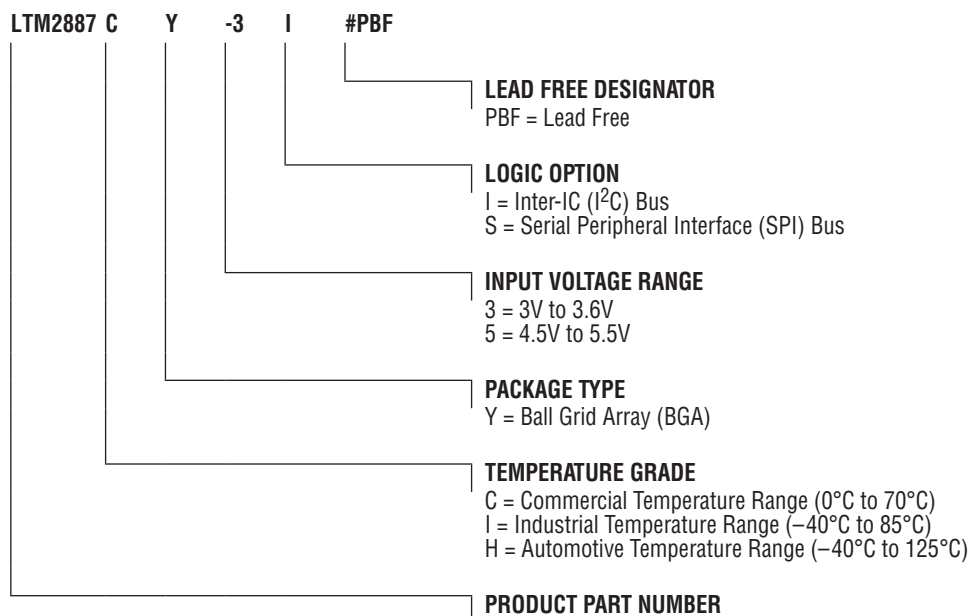 LTM2887 C Y -3 I #PBF
LEAD FREE DESIGNATOR
PBF = Lead Free
LOGIC OPTION
I = Inter-IC (I²C) Bus
S = Serial Peripheral Interface (SPI) Bus
INPUT VOLTAGE RANGE
3 = 3V to 3.6V
5 = 4.5V to 5.5V
PACKAGE TYPE
Y = Ball Grid Array (BGA)
TEMPERATURE GRADE
C = Commercial Temperature Range (0°C to 70°C)
I = Industrial Temperature Range (–40°C to 85°C)
H = Automotive Temperature Range (–40°C to 125°C)
PRODUCT PART NUMBER